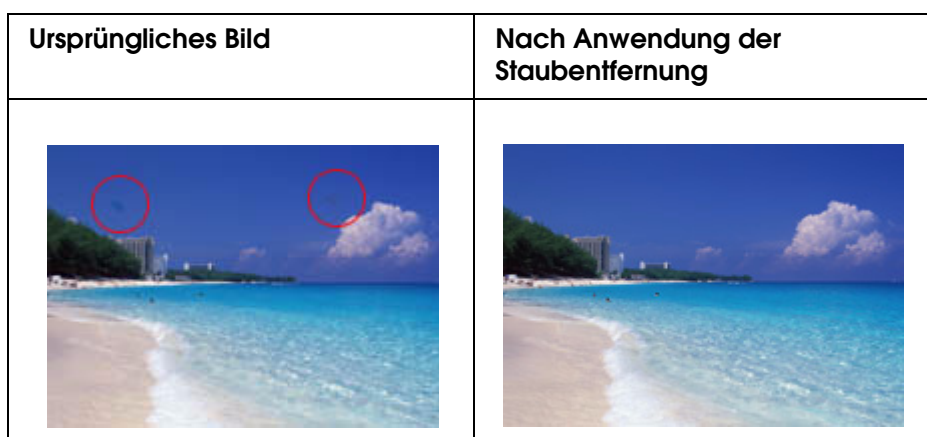 Ursprüngliches Bild
Nach Anwendung der
Staubentfernung